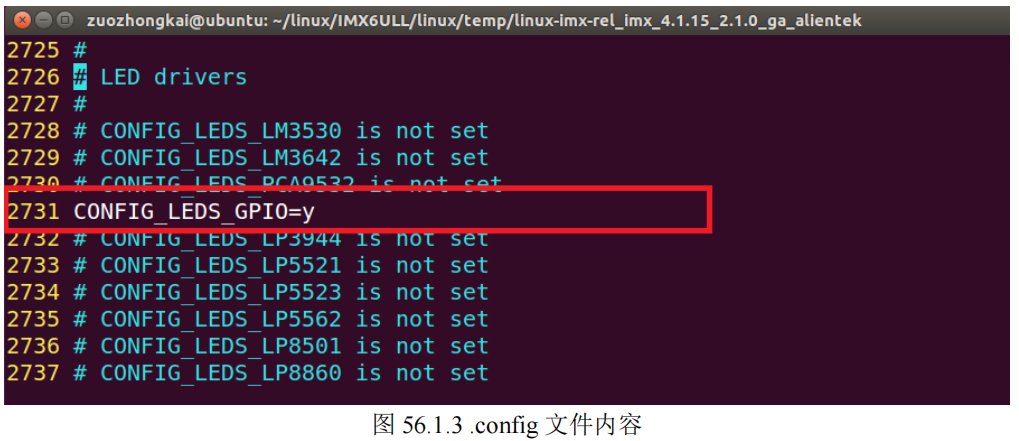 zuozhongkai@ubuntu: ~/linux/IMX6ULL/linux/temp/linux-imx-rel_imx_4.1.15_2.1.0_ga_alientek
2725 #
2726 # LED drivers
2727 #
2728 # CONFIG_LEDS_LM3530 is not set
2729 # CONFIG_LEDS_LM3642 is not set
2730 # CONFIG_LEDS_PCA9532 is not set
2731 CONFIG_LEDS_GPIO=y
2732 # CONFIG_LEDS_LP3944 is not set
2733 # CONFIG_LEDS_LP5521 is not set
2734 # CONFIG_LEDS_LP5523 is not set
2735 # CONFIG_LEDS_LP5562 is not set
2736 # CONFIG_LEDS_LP8501 is not set
2737 # CONFIG_LEDS_LP8860 is not set
图 56.1.3 .config 文件内容